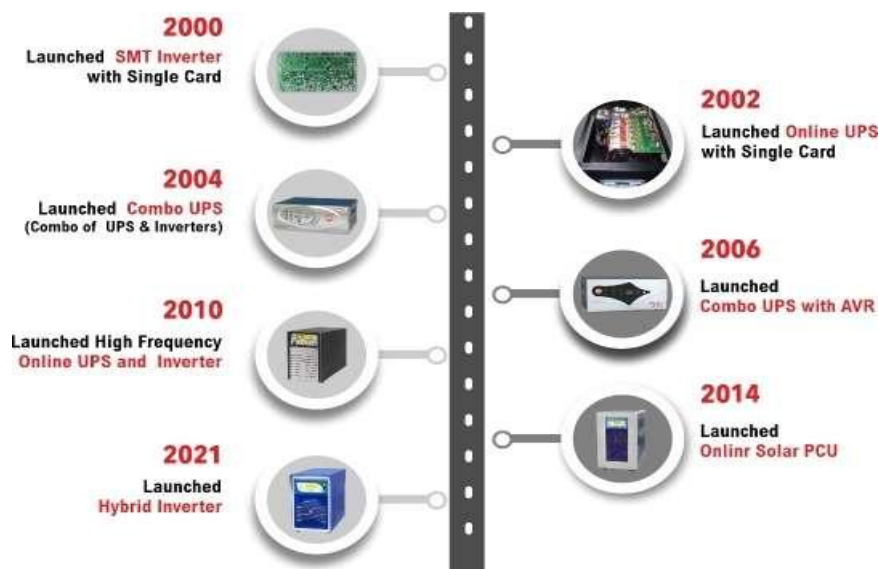 2000
Launched SMT Inverter
with Single Card
2002
Launched Online UPS
with Single Card
2004
Launched Combo UPS
(Combo of UPS & Inverters)
2006
Launched
Combo UPS with AVR
2010
Launched High Frequency
Online UPS and Inverter
2014
Launched
Onlinr Solar PCU
2021
Launched
Hybrid Inverter